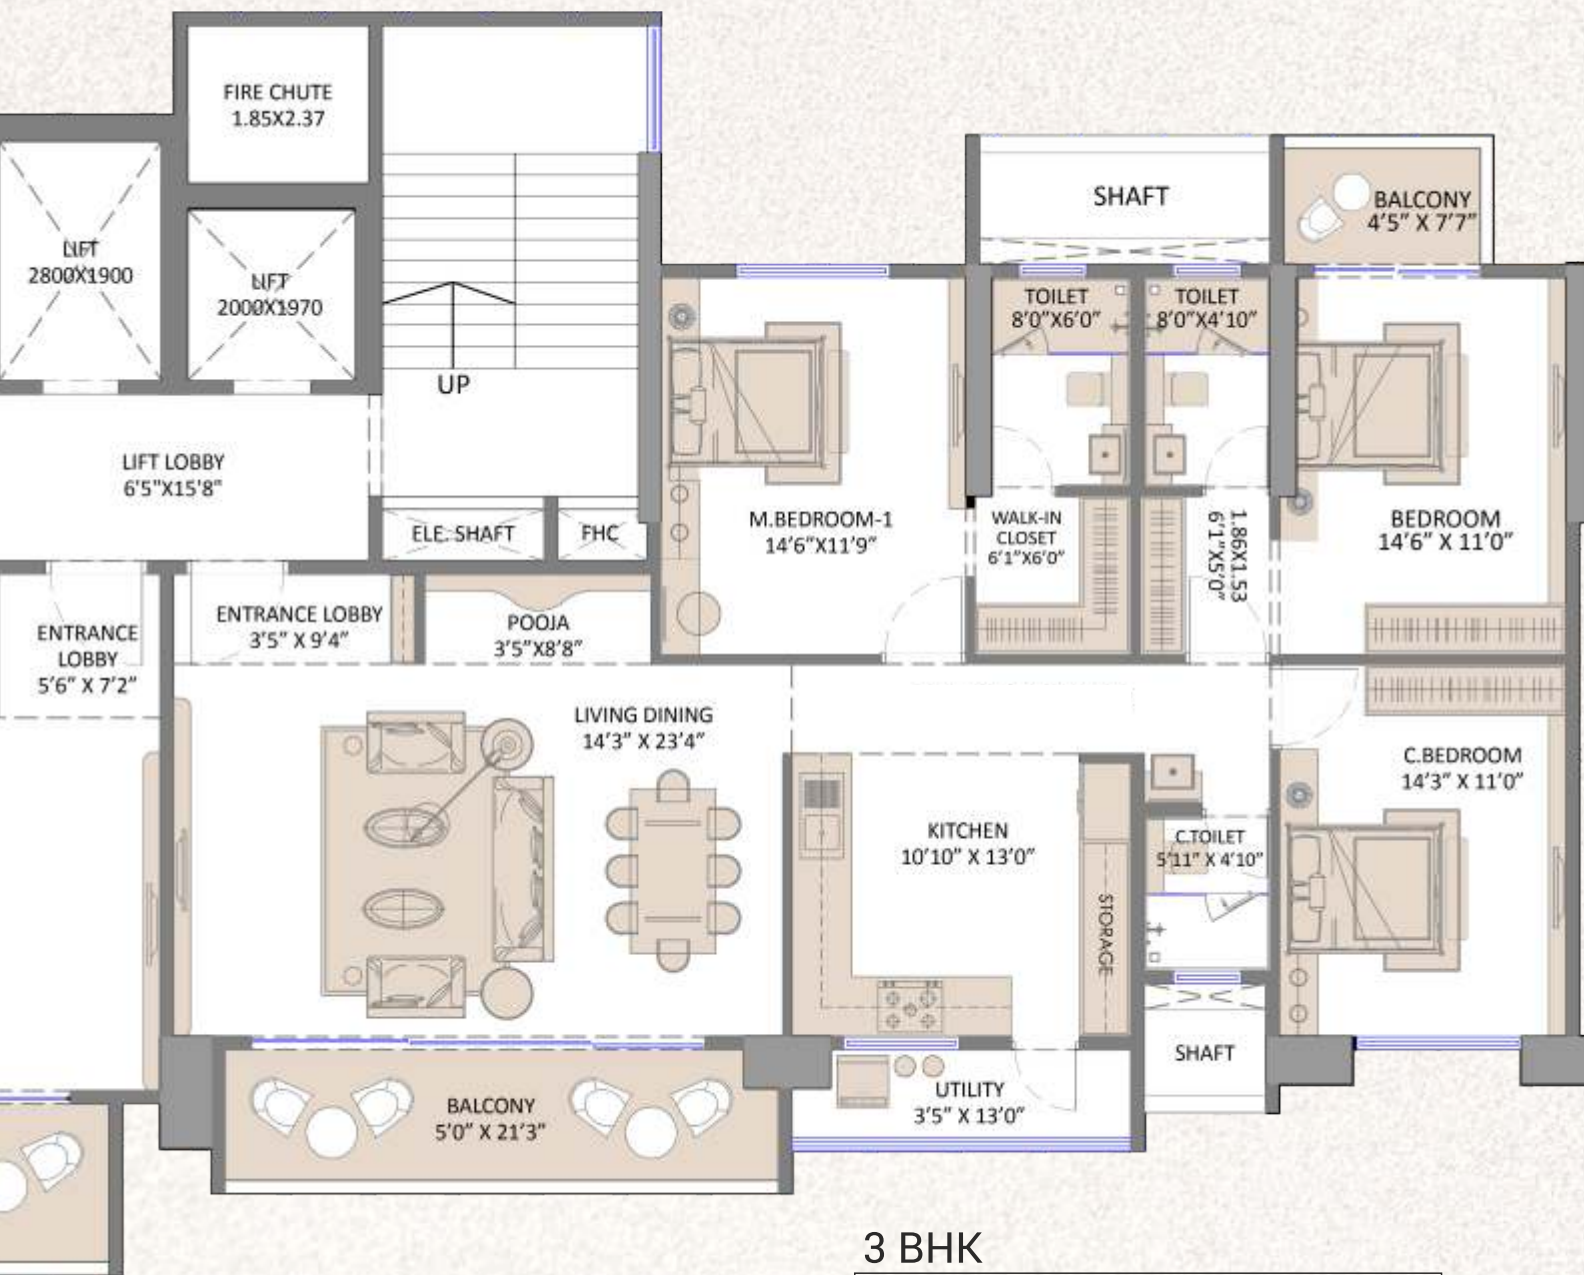 FIRE CHUTE
1.85X2.37
SHAFT
BALCONY
4'5" X 7'7"
LIFT
2800X1900
LIFT
2000X1970
TOILET
8'0"X6'0"
TOILET
8'0"X4'10"
UP
LIFT LOBBY
6'5"X15'8"
ELE. SHAFT
FHC
M.BEDROOM-1
14'6"X11'9"
WALK-IN
CLOSET
6'1"X6'0"
1.86X1.53
6'1"X5'0"
BEDROOM
14'6" X 11'0"
ENTRANCE
LOBBY
5'6" X 7'2"
ENTRANCE LOBBY
3'5" X 9'4"
POOJA
3'5"X8'8"
LIVING DINING
14'3" X 23'4"
C.BEDROOM
14'3" X 11'0"
KITCHEN
10'10" X 13'0"
C.TOILET
5'11" X 4'10"
STORAGE
SHAFT
BALCONY
5'0" X 21'3"
UTILITY
3'5" X 13'0"
3 BHK